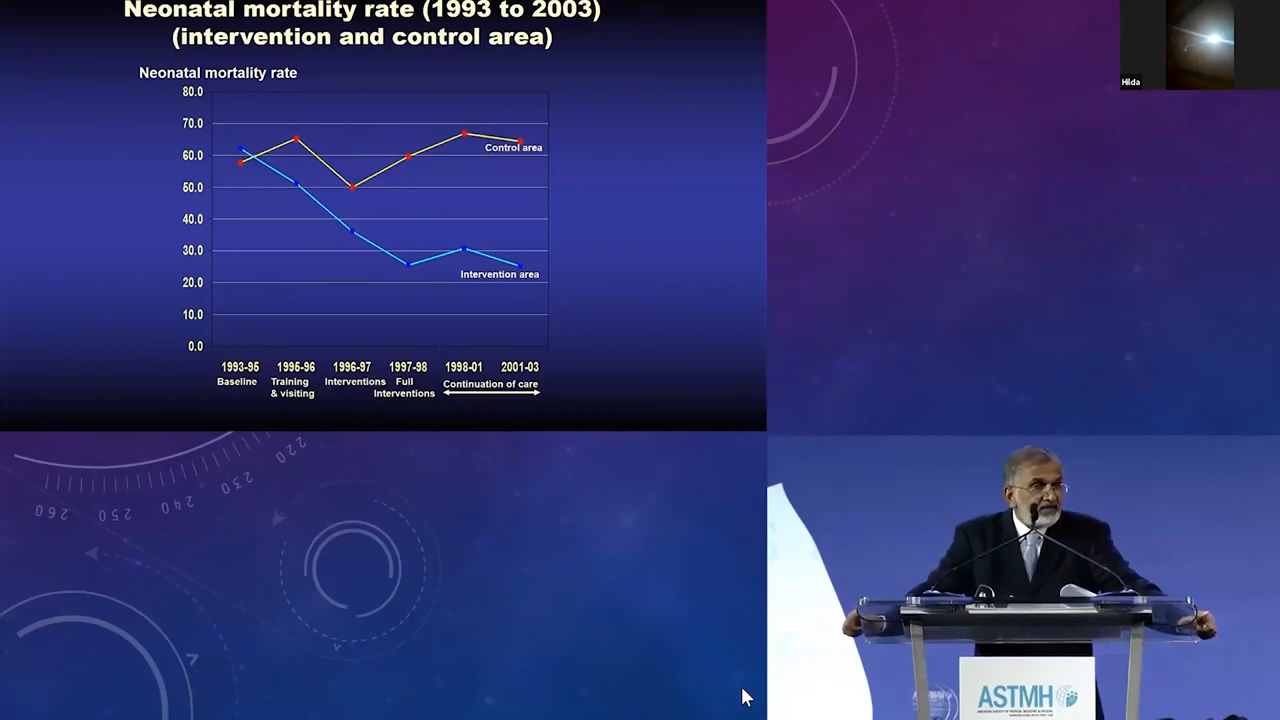 Neonatal mortality rate (1993 to 2003)
(intervention and control area)
Neonatal mortality rate
80.0
70.0
60.0
50.0
40.0
30.0
20.0
10.0
0.0
Control area
Intervention area
1993-95 1995-96 1996-97 1997-98 1998-01 2001-03
Baseline Training Interventions Full Continuation of care
& visiting Interventions
Hilda
220
230
240
250
260
ASTMH